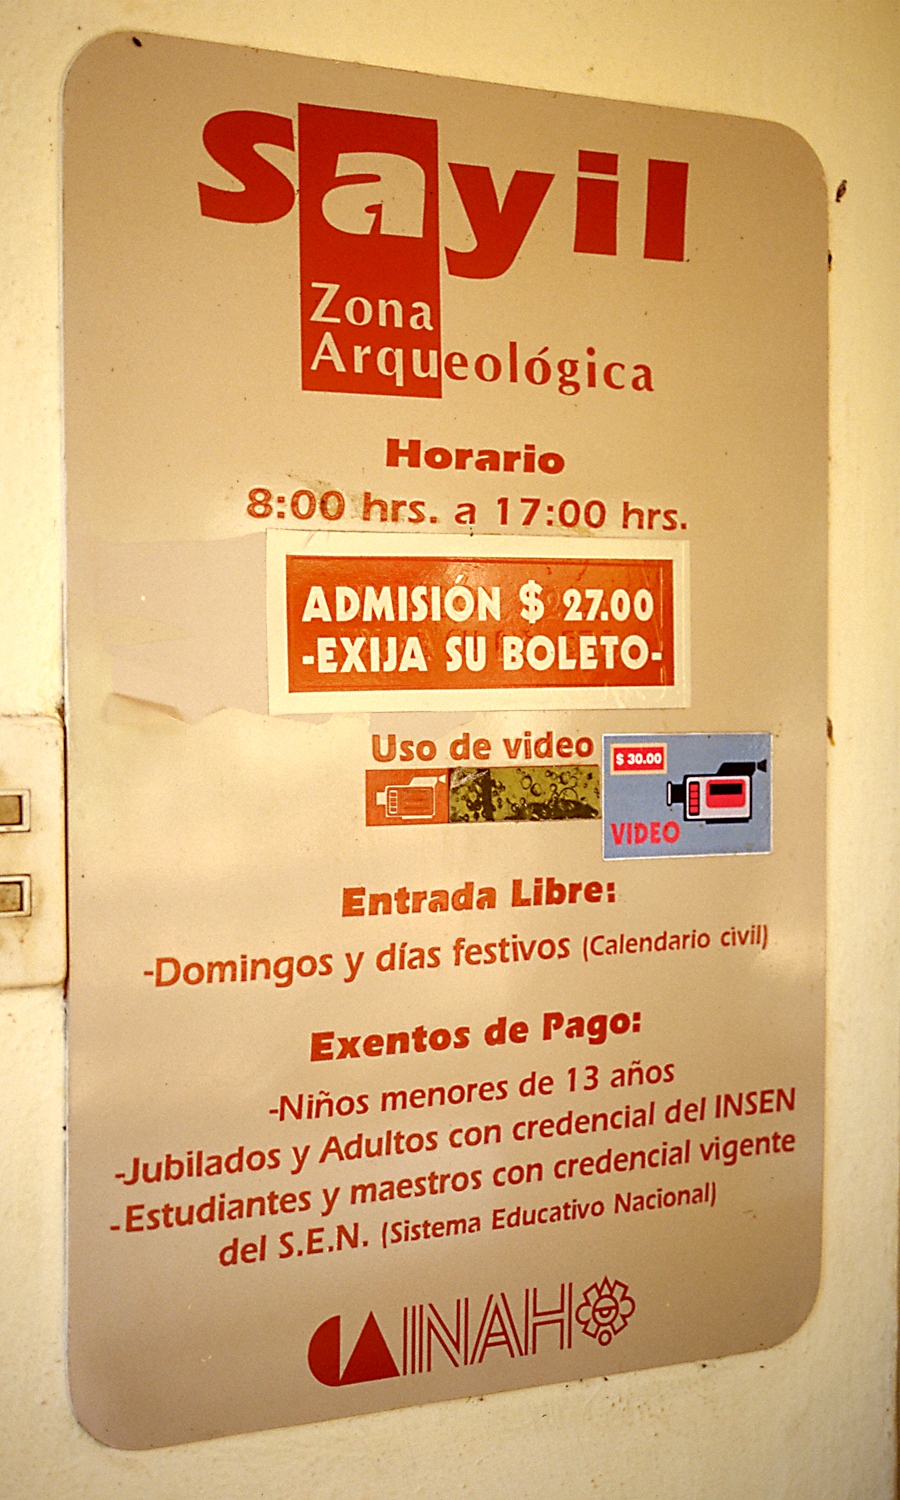 sayil
Zona
Arqueológica
Horario
8:00 hrs. a 17:00 hrs.
ADMISIÓN $ 27.00
-EXIJA SU BOLETO-
Uso de video
$ 30.00
VIDEO
Entrada Libre:
-Domingos y días festivos (Calendario civil)
Exentos de Pago:
-Niños menores de 13 años
-Jubilados y Adultos con credencial del INSEN
-Estudiantes y maestros con credencial vigente
del S.E.N. (Sistema Educativo Nacional)
INAH